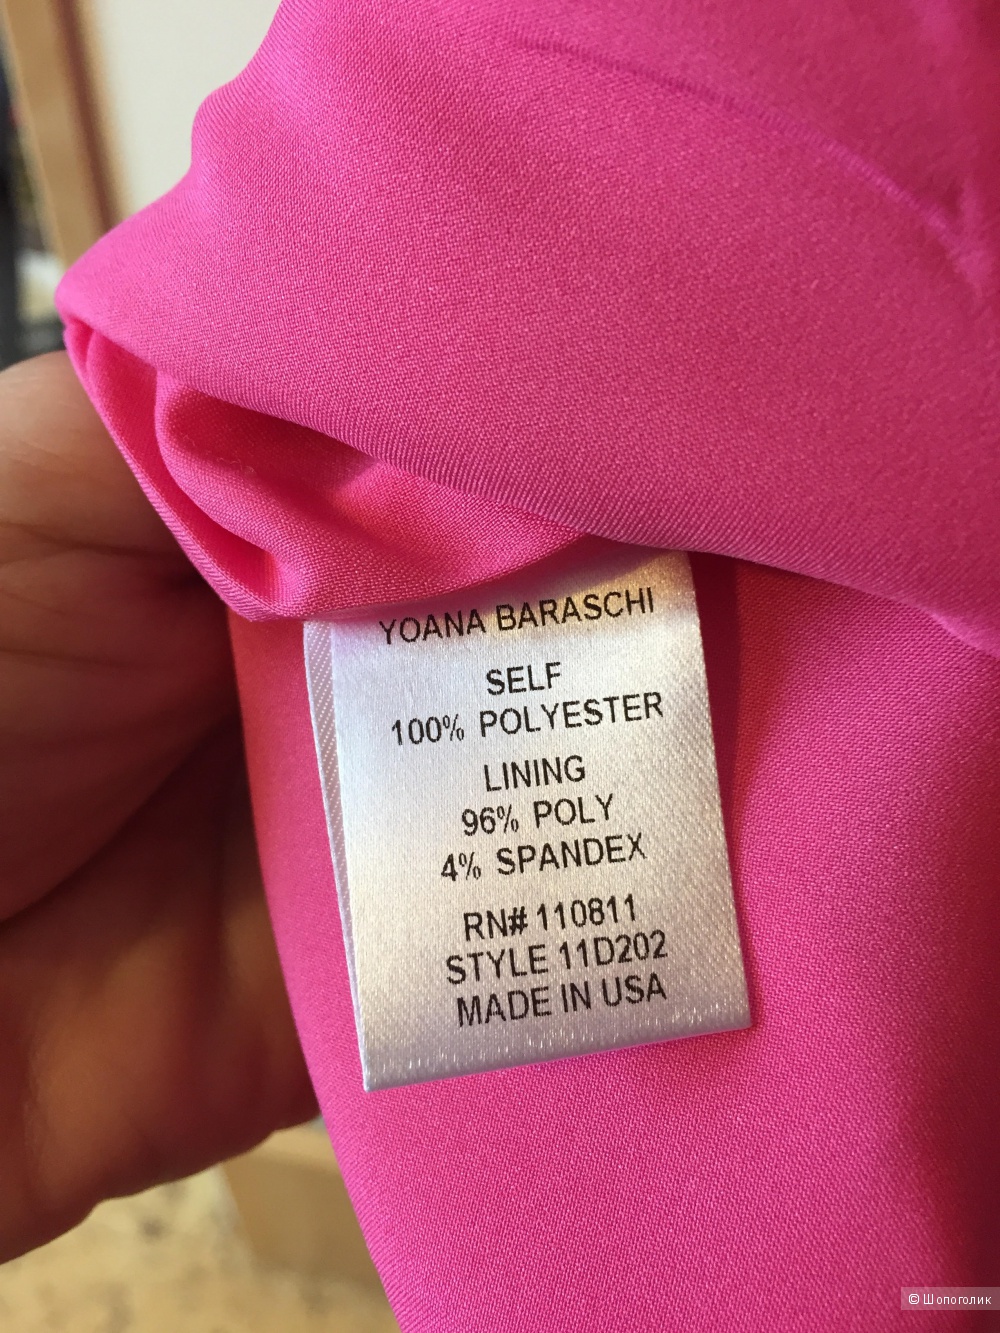 YOANA BARASCHI
SELF
100% POLYESTER
LINING
96% POLY
4% SPANDEX
RN# 110811
STYLE 11D202
MADE IN USA
© Шопоголик